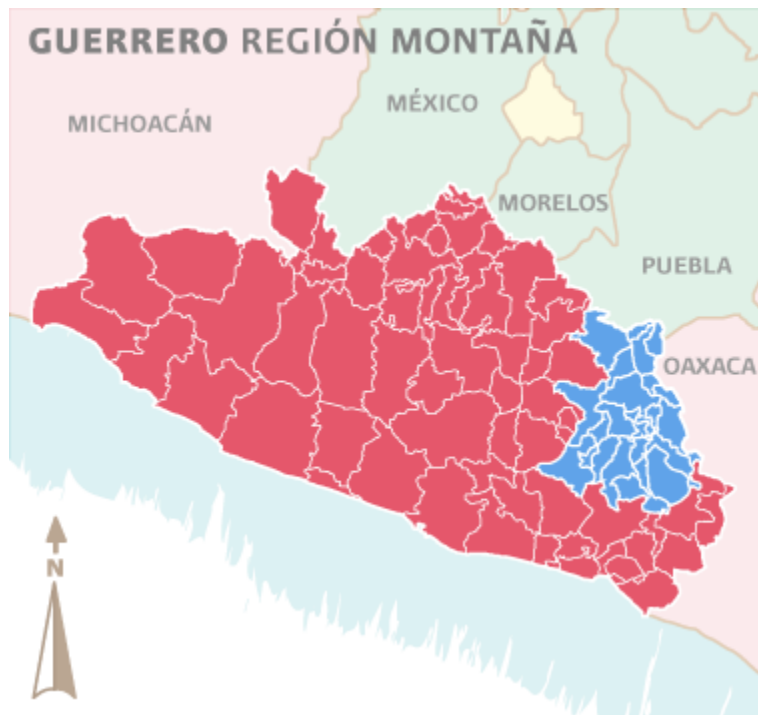 GUERRERO REGIÓN MONTAÑA
MÉXICO
MICHOACÁN
MORELOS
PUEBLA
OAXACA
N